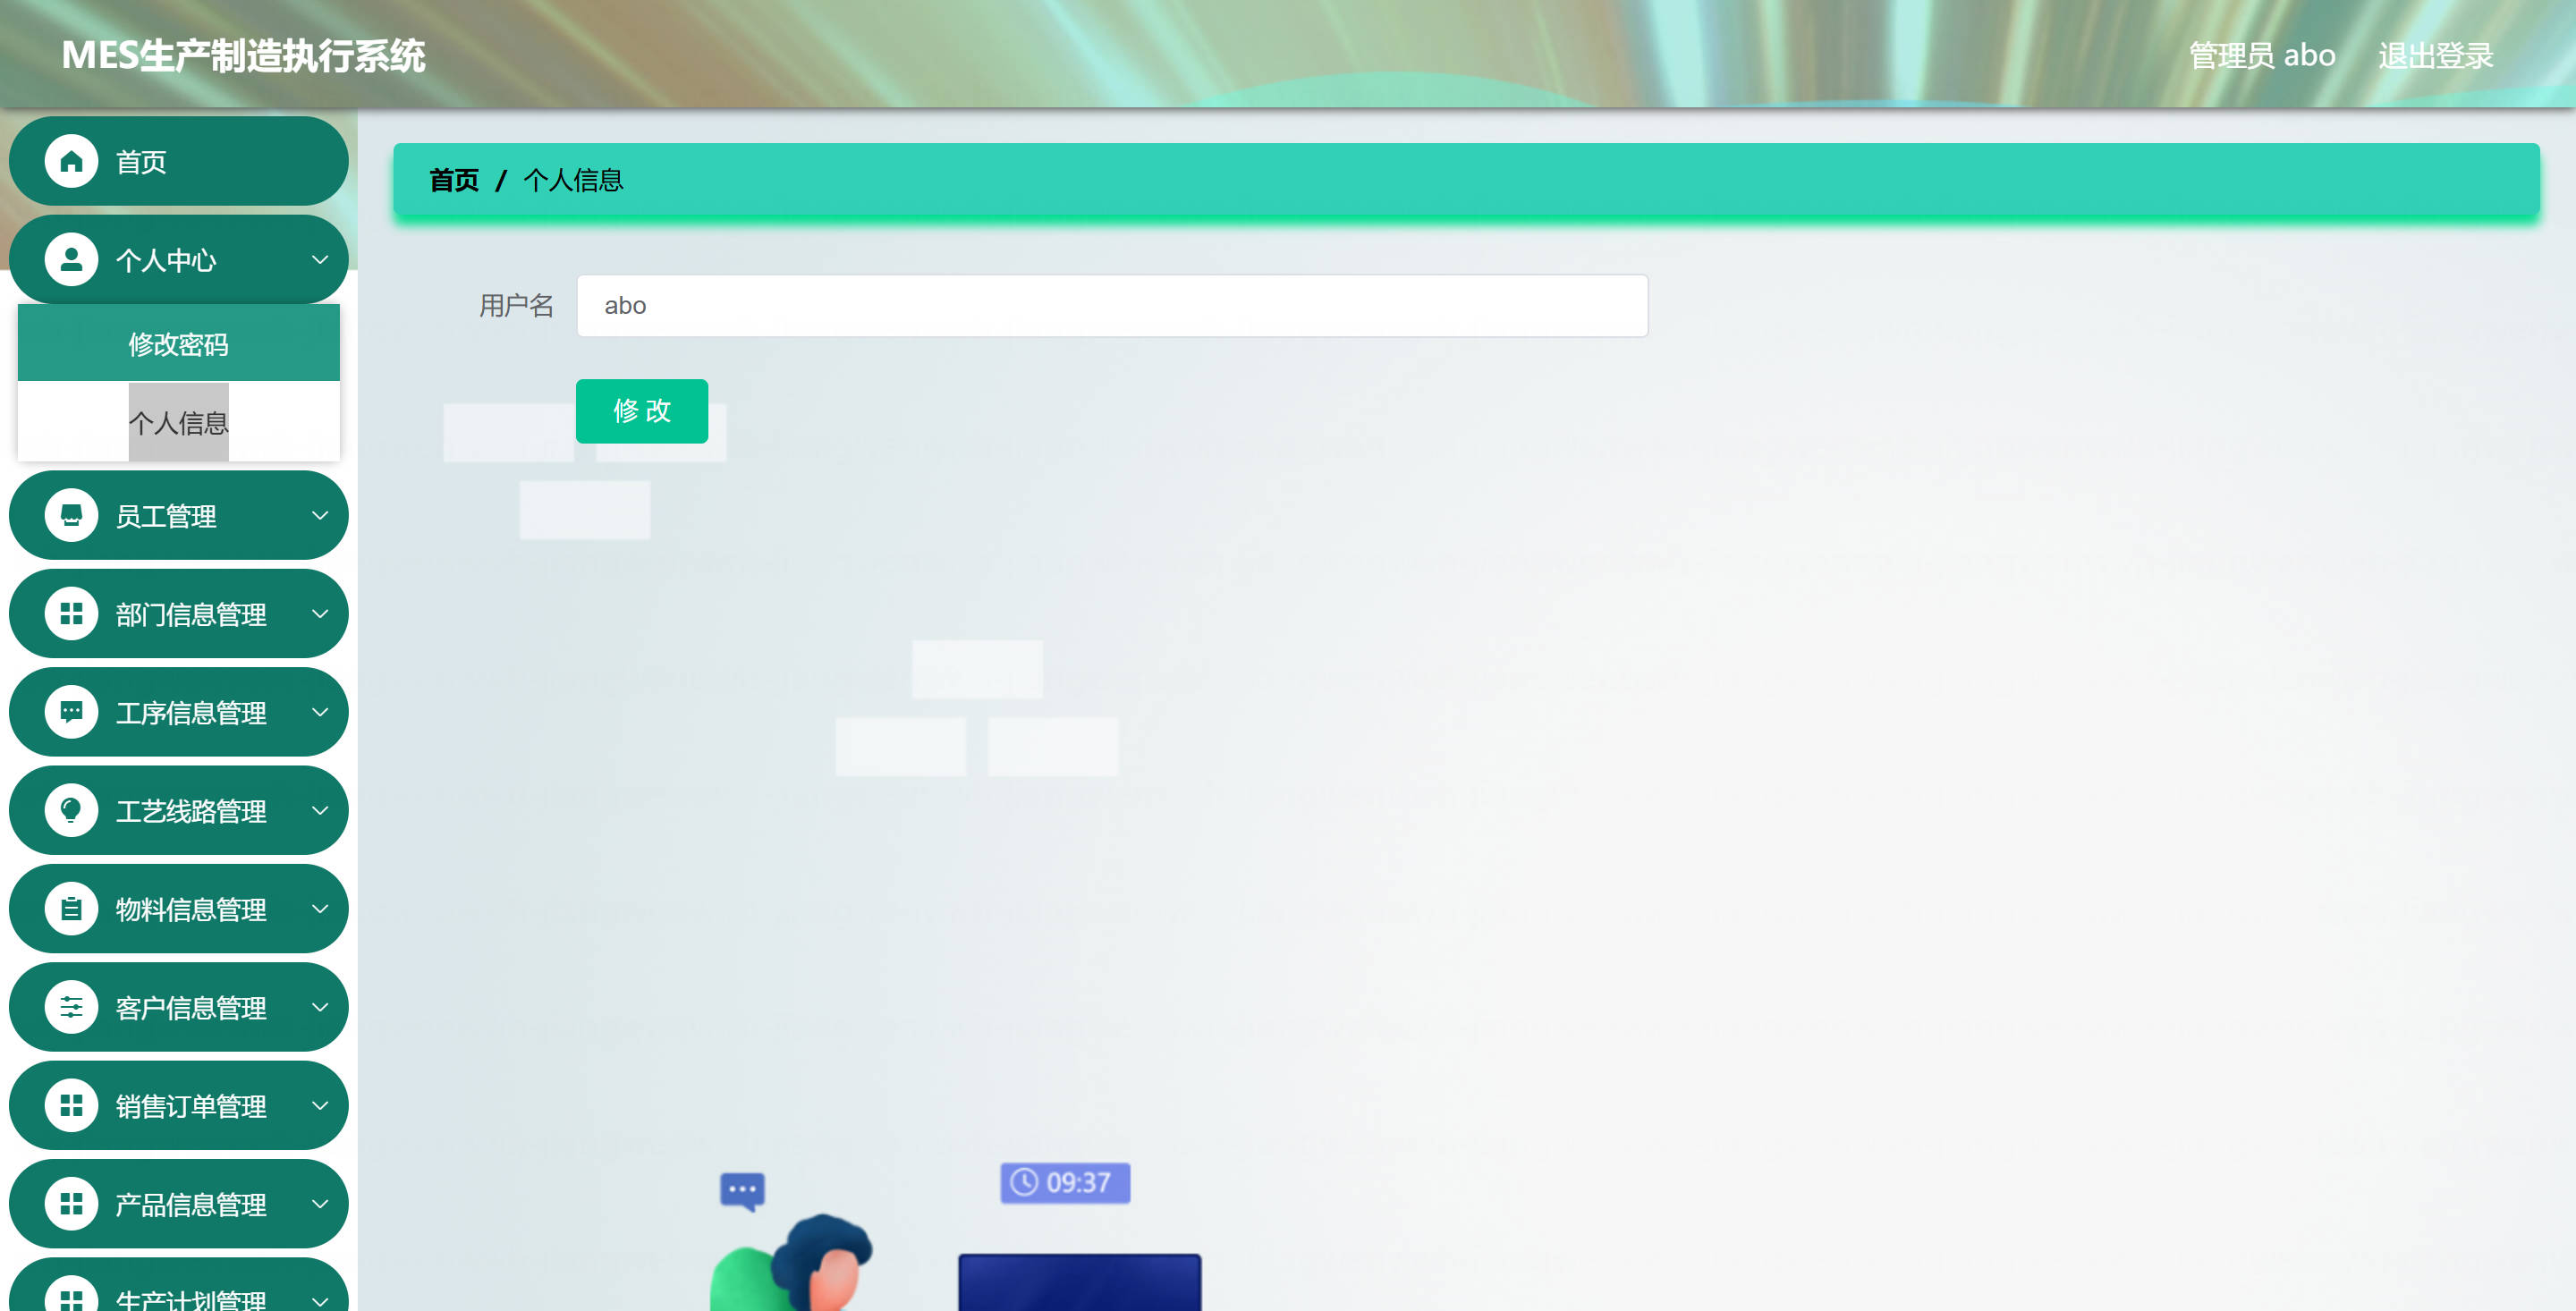 MES生产制造执行系统
管理员 abo
退出登录
首页
个人中心
修改密码
个人信息
员工管理
部门信息管理
工序信息管理
工艺线路管理
物料信息管理
客户信息管理
销售订单管理
产品信息管理
生产计划管理
首页 / 个人信息
用户名
abo
修 改
09:37